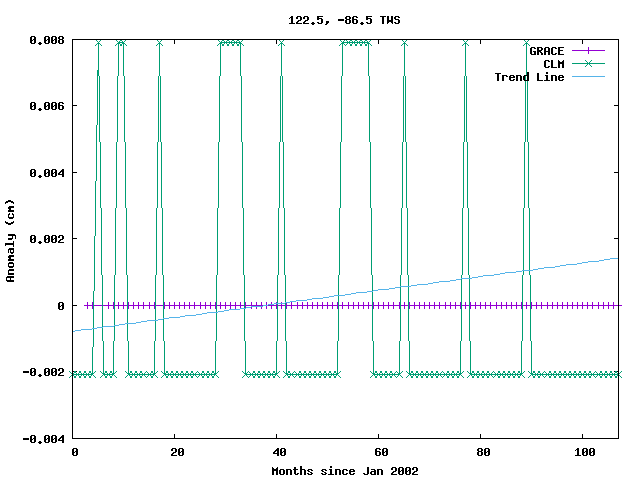 122.5, -86.5 TWS
0.008
0.006
0.004
0.002
0
-0.002
-0.004
Anomaly (cm)
GRACE
CLM
Trend Line
0 20 40 60 80 100
Months since Jan 2002